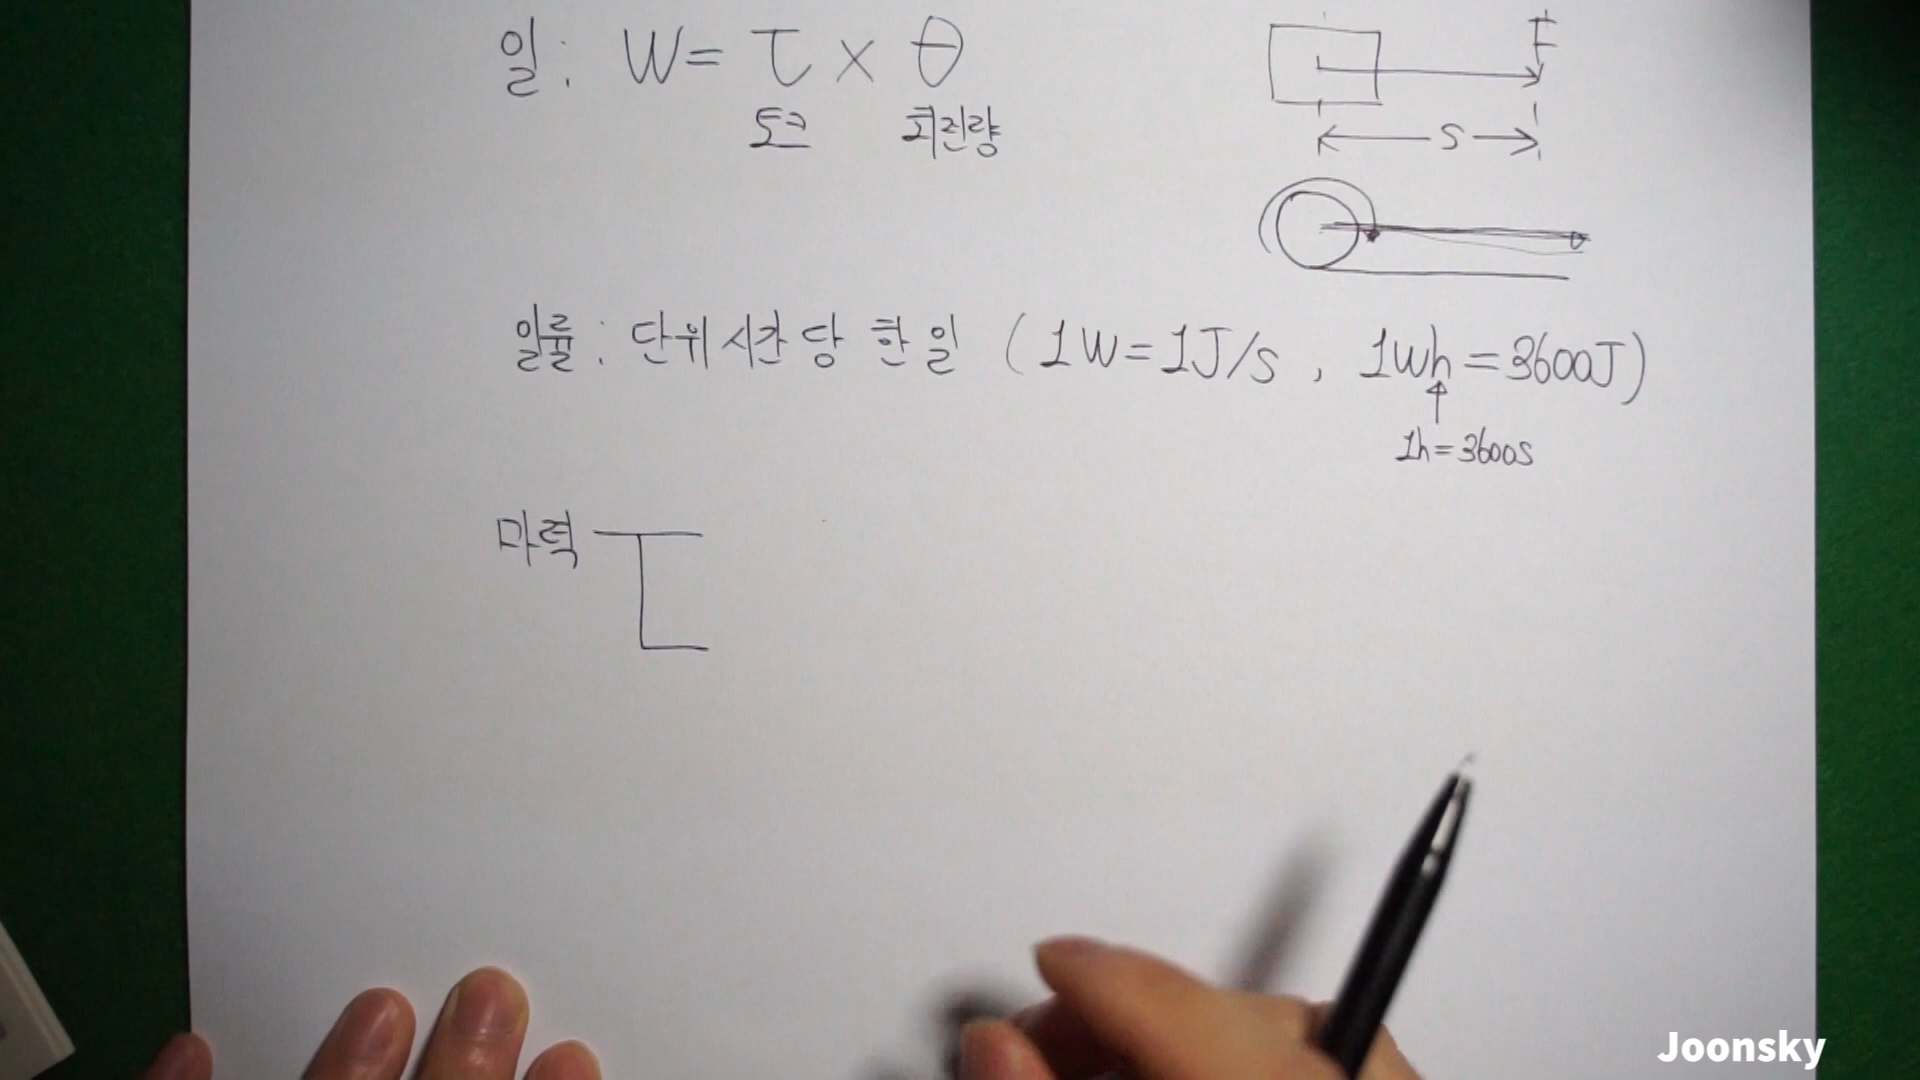 일: W= τ × θ
토크 회전량
F
S
일률: 단위 시간 당 한 일 (1W=1J/s, 1Wh=3600J)
1h=3600s
마력
Joonsky